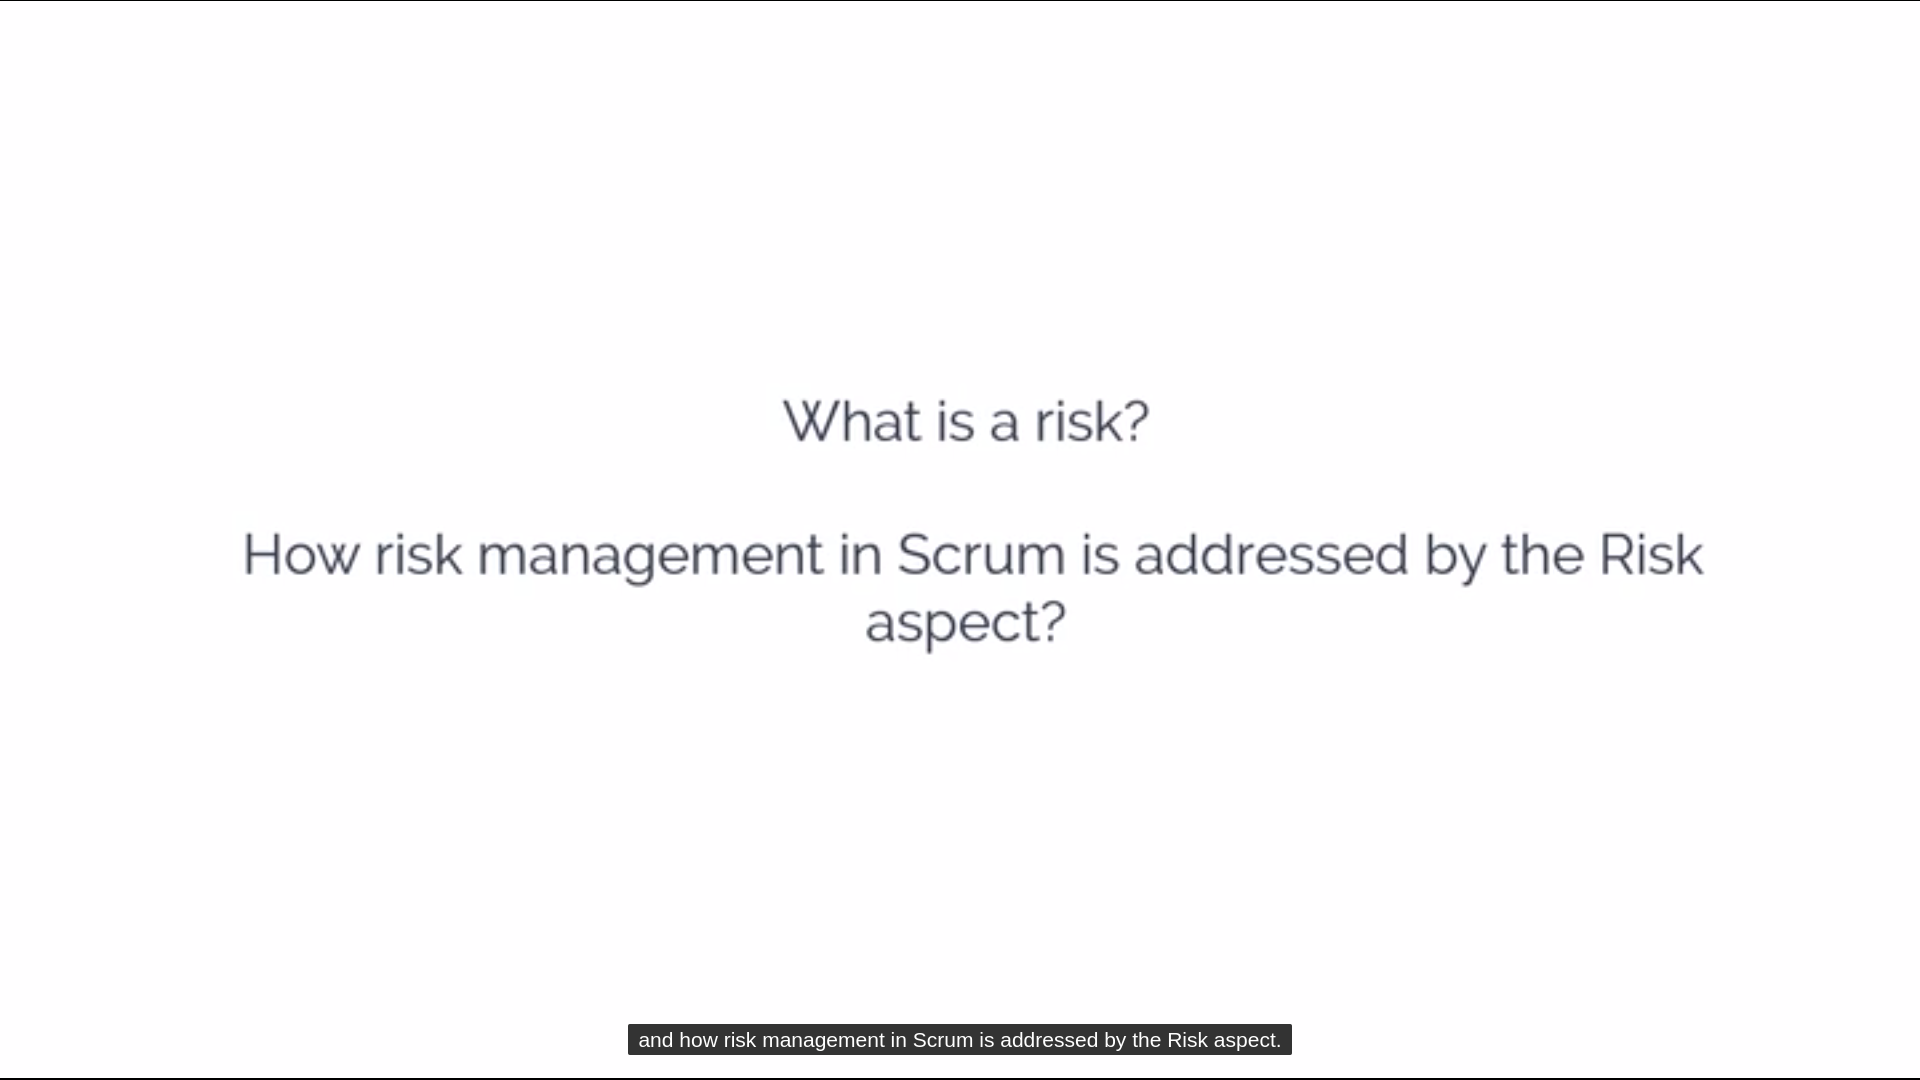 What is a risk?
How risk management in Scrum is addressed by the Risk
aspect?
and how risk management in Scrum is addressed by the Risk aspect.